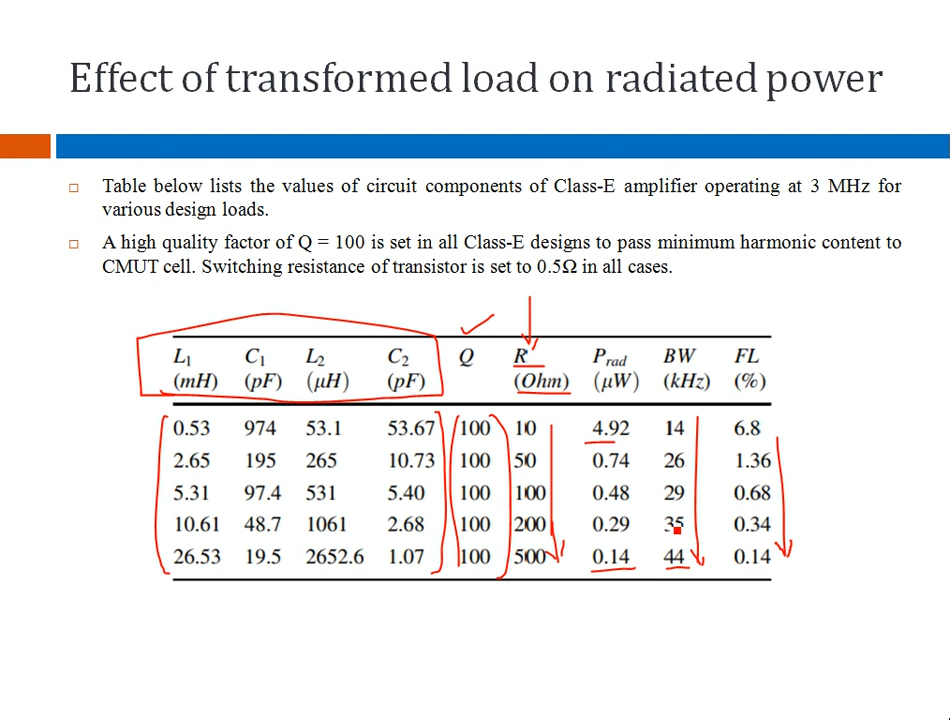 Effect of transformed load on radiated power
Table below lists the values of circuit components of Class-E amplifier operating at 3 MHz for
various design loads.
A high quality factor of Q = 100 is set in all Class-E designs to pass minimum harmonic content to
CMUT cell. Switching resistance of transistor is set to 0.5Ω in all cases.
L1 C1 L2 C2 Q R Prad BW FL
(mH) (pF) (μH) (pF) (Ohm) (μW) (kHz) (%)
0.53 974 53.1 53.67 100 10 4.92 14 6.8
2.65 195 265 10.73 100 50 0.74 26 1.36
5.31 97.4 531 5.40 100 100 0.48 29 0.68
10.61 48.7 1061 2.68 100 200 0.29 35 0.34
26.53 19.5 2652.6 1.07 100 500 0.14 44 0.14